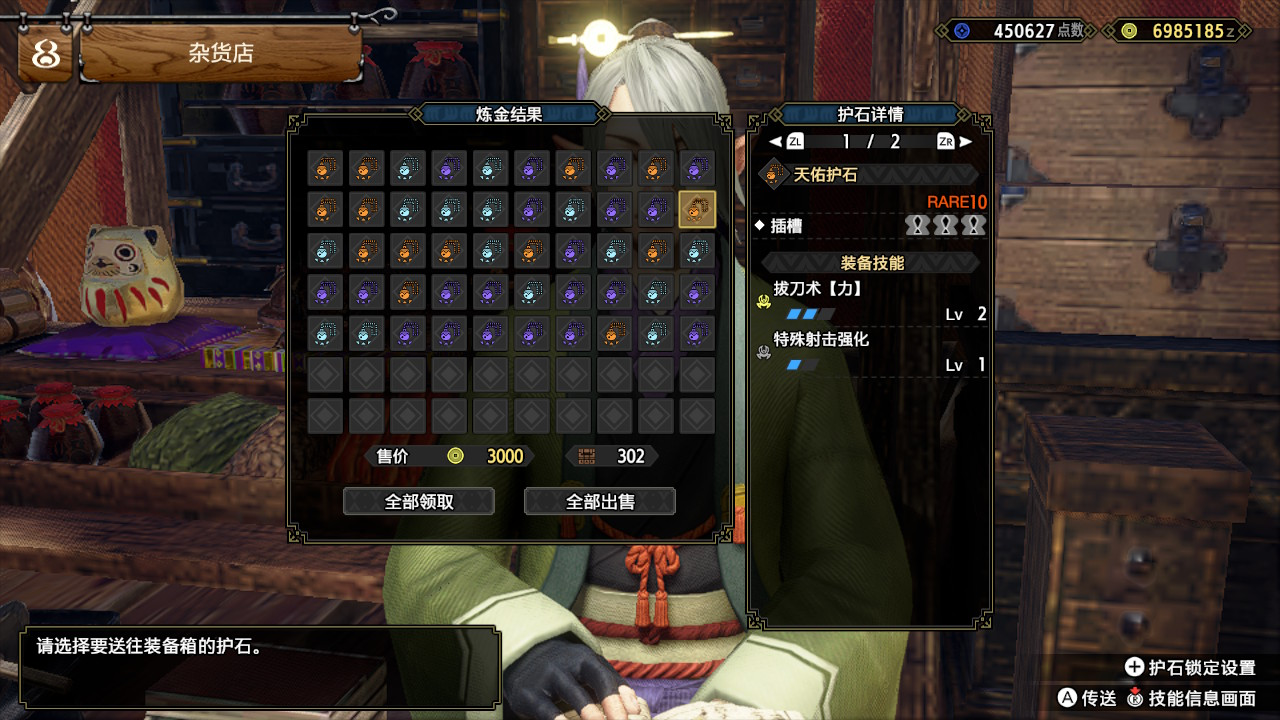 杂货店
450627点数
6985185z
炼金结果
护石详情
ZL 1 / 2 ZR
天佑护石
RARE10
插槽
装备技能
拔刀术【力】
Lv 2
特殊射击强化
Lv 1
售价 3000 302
全部领取 全部出售
请选择要送往装备箱的护石。
护石锁定设置
A 传送 R 技能信息画面